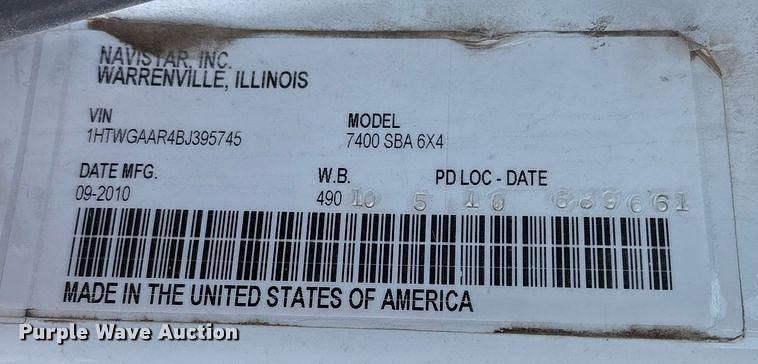 NAVISTAR, INC.
WARRENVILLE, ILLINOIS
VIN MODEL
1HTWGAAR4BJ395745 7400 SBA 6X4
DATE MFG. W.B. PD LOC - DATE
09-2010 490 10 5 10 689661
MADE IN THE UNITED STATES OF AMERICA
Purple Wave Auction